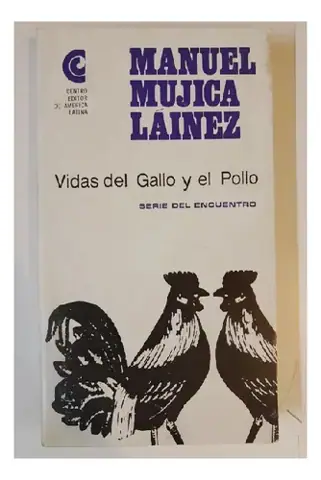 CENTRO
EDITOR
DE AMERICA
LATINA
MANUEL
MUJICA
LAINEZ
Vidas del Gallo y el Pollo
SERIE DEL ENCUENTRO